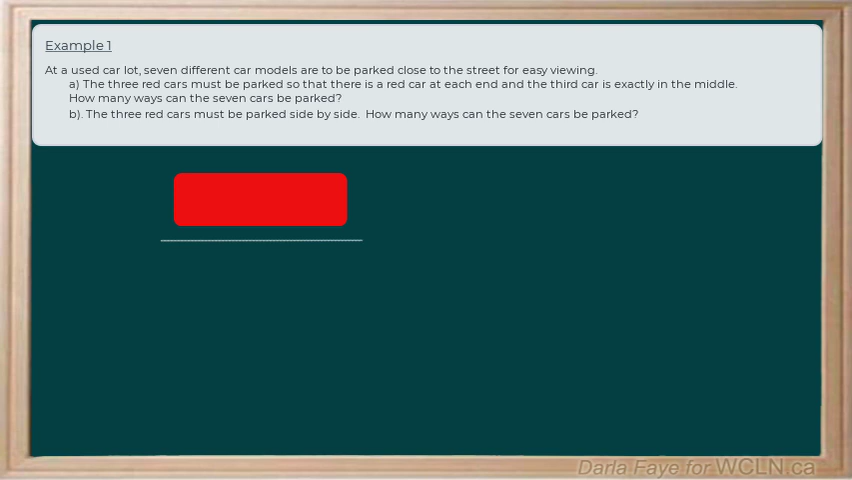 Example 1
At a used car lot, seven different car models are to be parked close to the street for easy viewing.
a) The three red cars must be parked so that there is a red car at each end and the third car is exactly in the middle.
How many ways can the seven cars be parked?
b). The three red cars must be parked side by side.  How many ways can the seven cars be parked?
Darla Faye for WCLN.ca